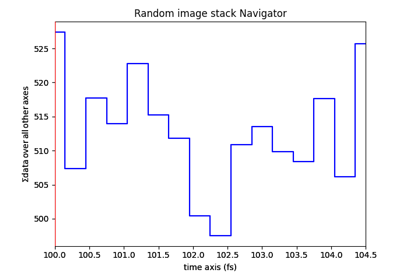 Random image stack Navigator
Σdata over all other axes
525
520
515
510
505
500
100.0 100.5 101.0 101.5 102.0 102.5 103.0 103.5 104.0 104.5
time axis (fs)